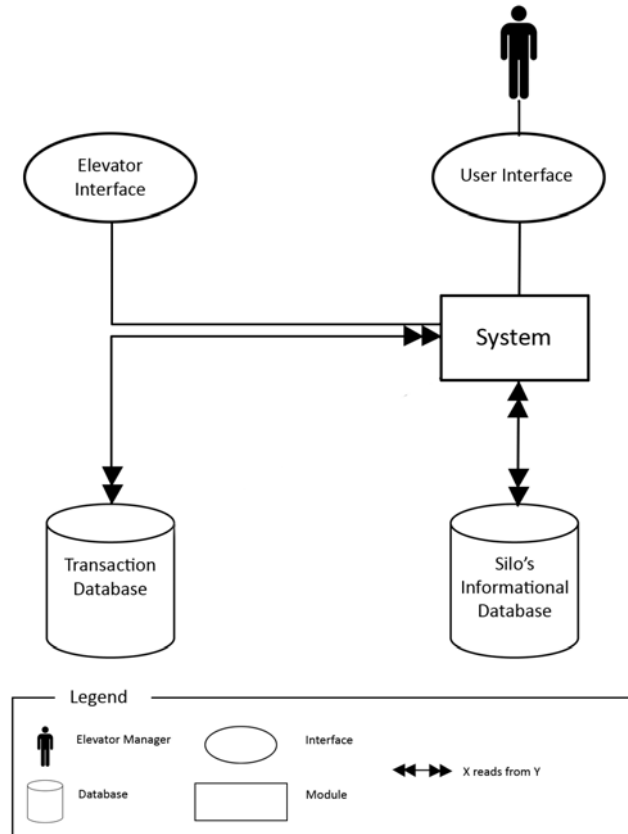 Elevator
Interface
User Interface
System
Transaction
Database
Silo's
Informational
Database
Legend
Elevator Manager
Interface
X reads from Y
Database
Module